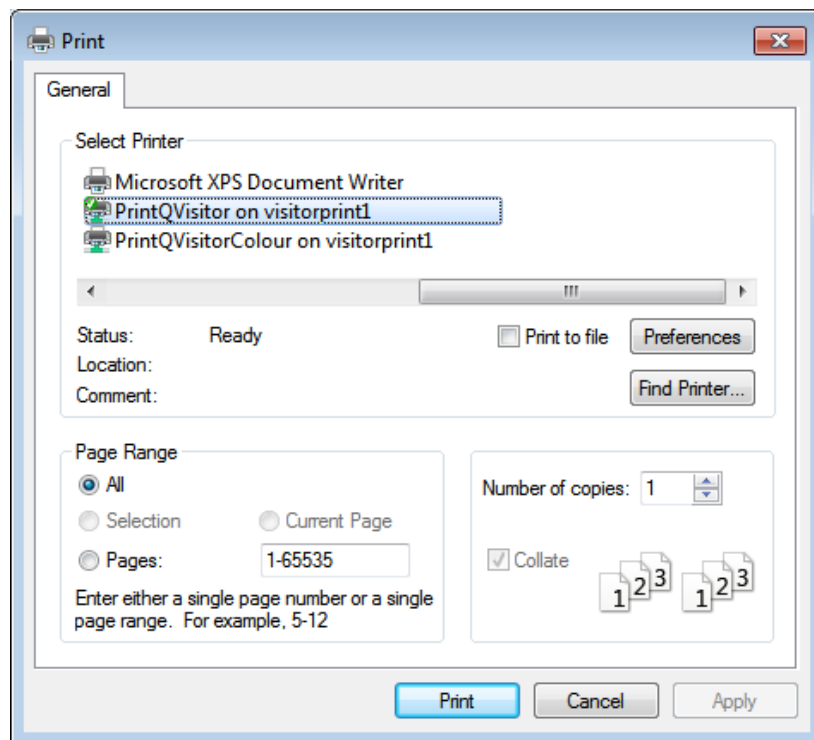 Print
General
Select Printer
Microsoft XPS Document Writer
PrintQVisitor on visitorprint1
PrintQVisitorColour on visitorprint1
Status: Ready
Print to file
Preferences
Location:
Comment:
Find Printer...
Page Range
All
Selection
Current Page
Pages:
1-65535
Enter either a single page number or a single
page range. For example, 5-12
Number of copies: 1
Collate
1 2 3 1 2 3
Print
Cancel
Apply